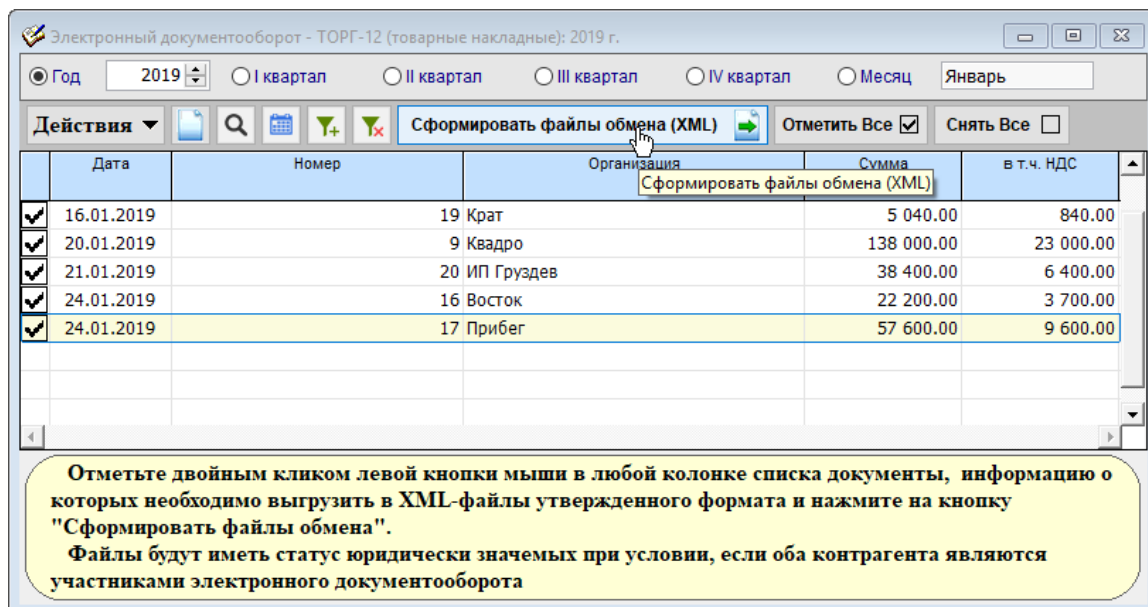 Электронный документооборот - ТОРГ-12 (товарные накладные): 2019 г.
Год 2019 I квартал II квартал III квартал IV квартал Месяц Январь
Действия Сформировать файлы обмена (XML) Отметить Все Снять Все
Дата Номер Организация Сумма в т.ч. НДС
Сформировать файлы обмена (XML)
16.01.2019 19 Крат 5 040.00 840.00
20.01.2019 9 Квадро 138 000.00 23 000.00
21.01.2019 20 ИП Груздев 38 400.00 6 400.00
24.01.2019 16 Восток 22 200.00 3 700.00
24.01.2019 17 Прибег 57 600.00 9 600.00
Отметьте двойным кликом левой кнопки мыши в любой колонке списка документы, информацию о
которых необходимо выгрузить в XML-файлы утвержденного формата и нажмите на кнопку
"Сформировать файлы обмена".
Файлы будут иметь статус юридически значемых при условии, если оба контрагента являются
участниками электронного документооборота